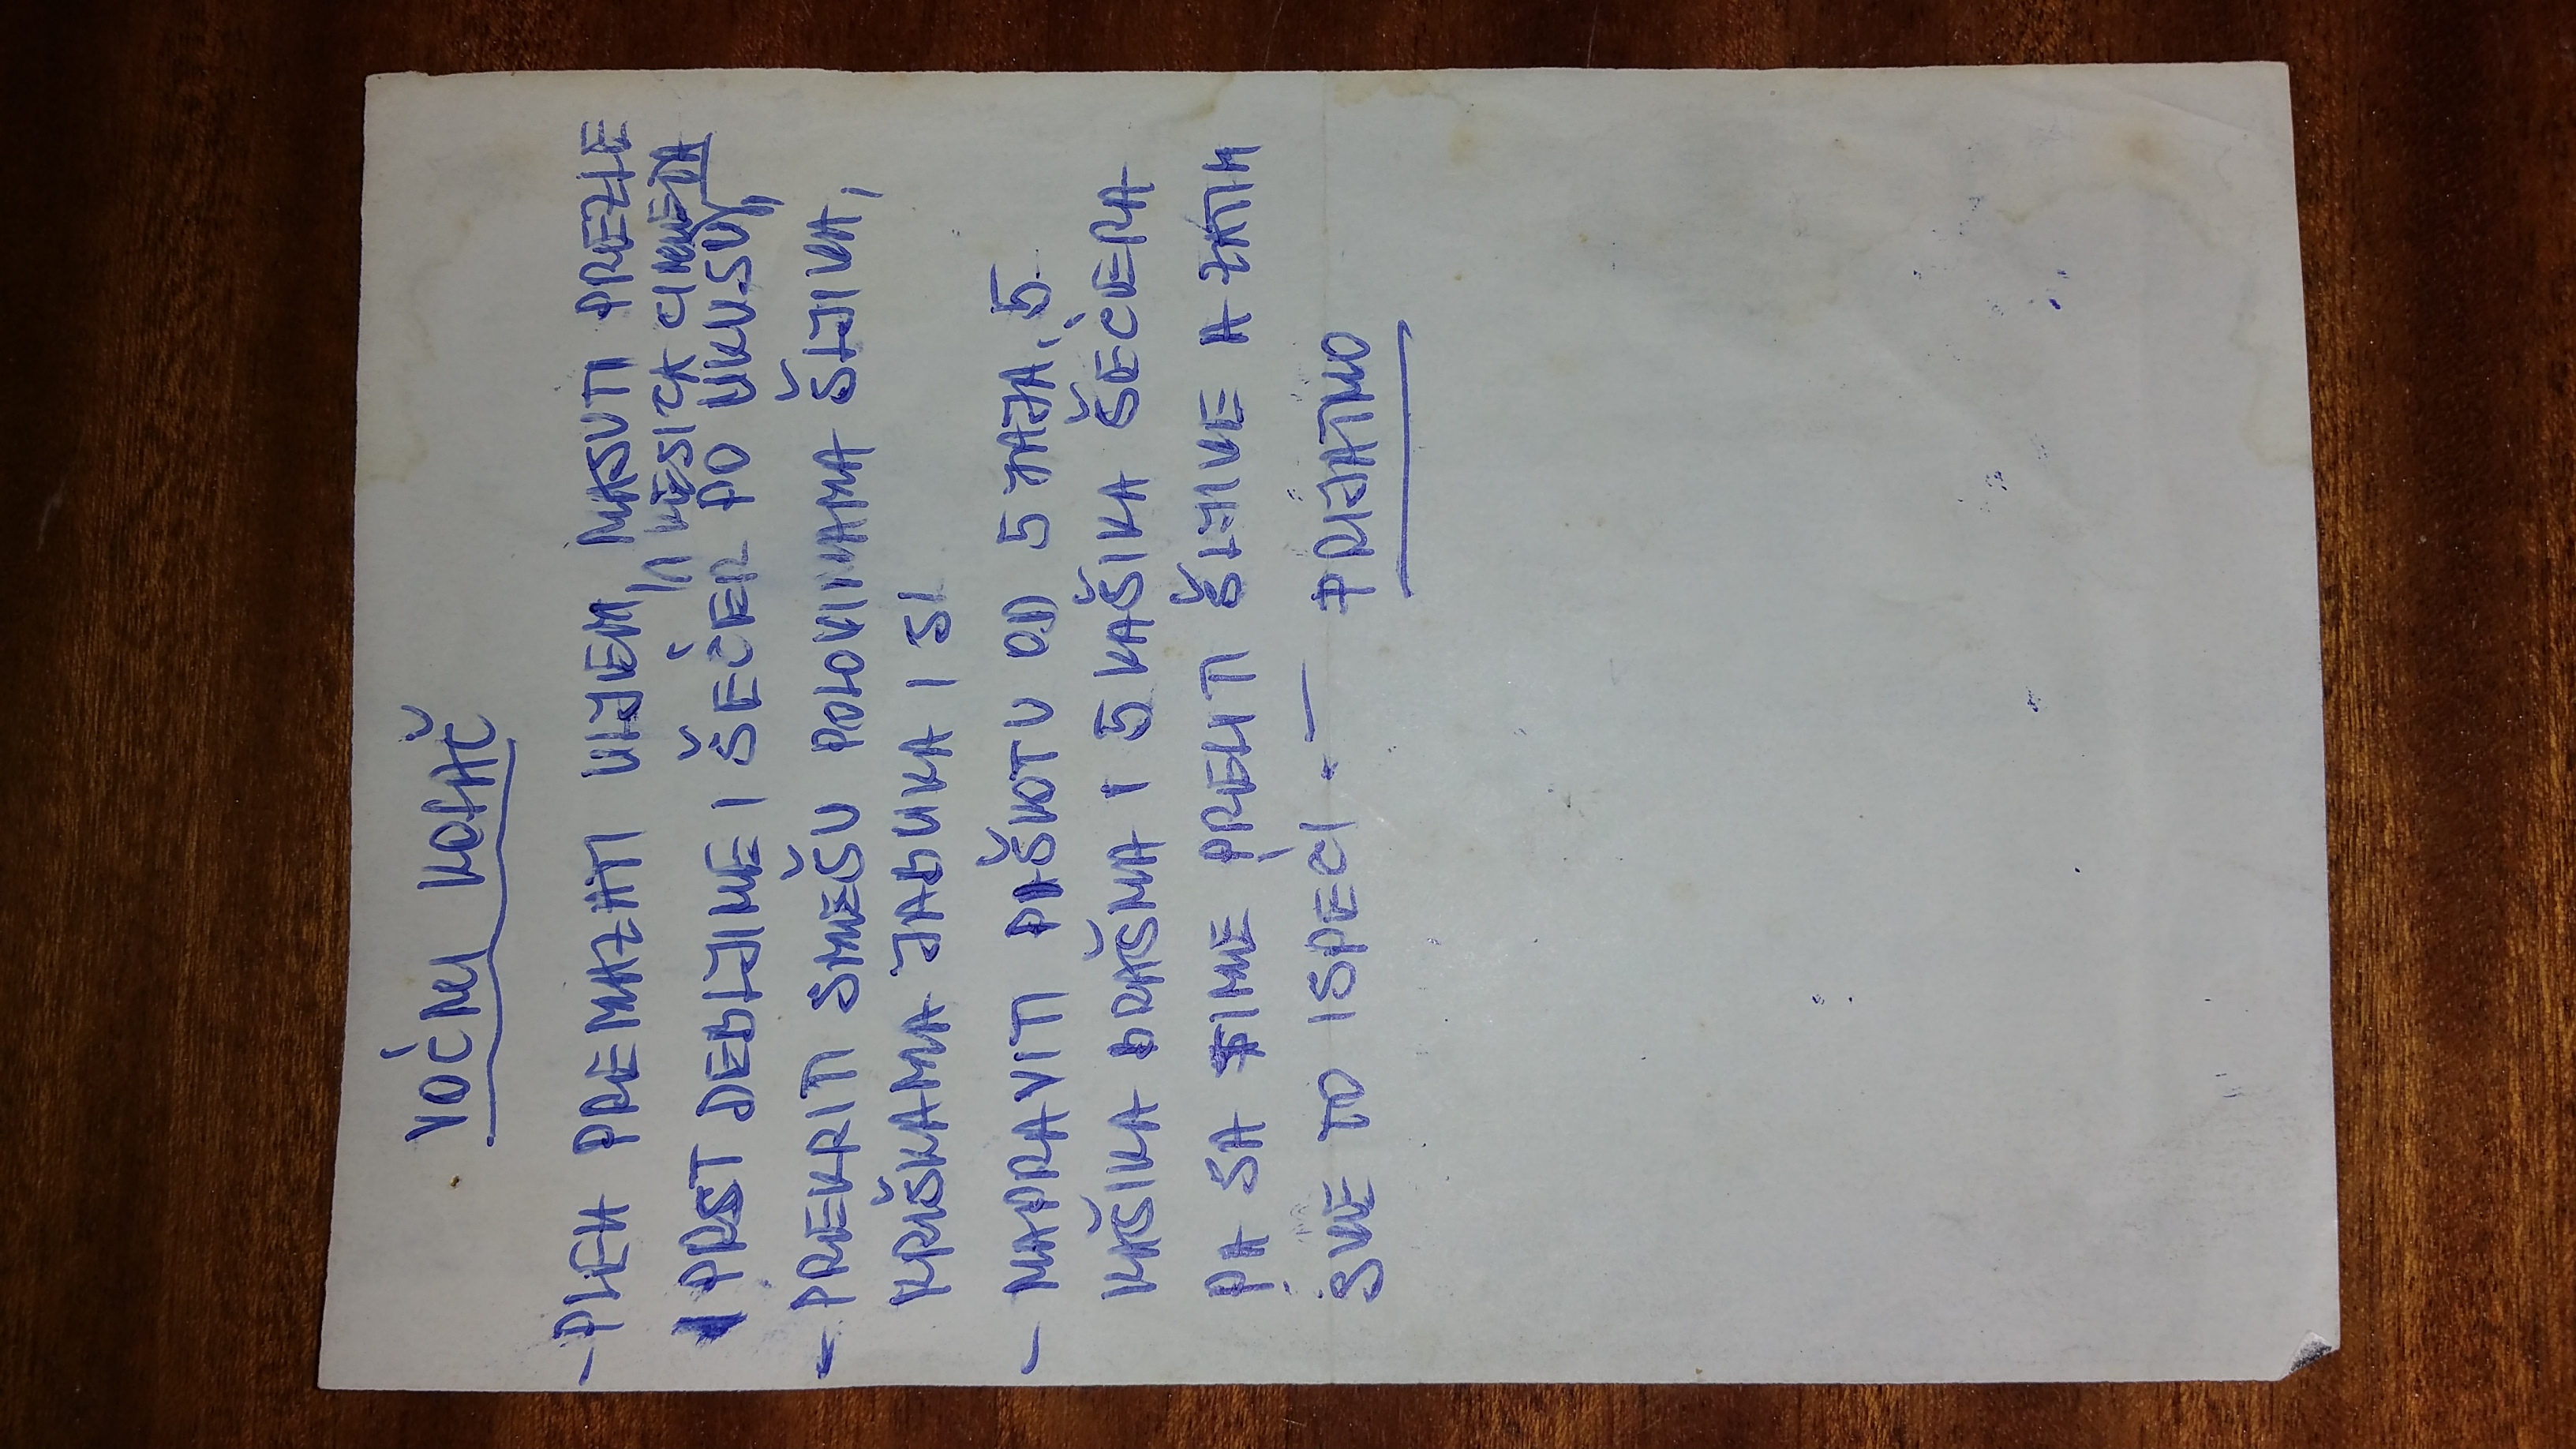 VOĆNI KOLAČ
- PLEH PREMAZATI ULJEM, NASUTI PREZLE
1 KESICA CIMETA
1 PRST DEBLJINE I ŠEĆER PO UKUSU,
- PREKRITI SMEŠU POLOVINAMA ŠLJIVA,
KRIŠKAMA JABUKA I SL
- NAPRAVITI PIŠKOTU OD 5 JAJA, 5
KAŠIKA BRAŠNA I 5 KAŠIKA ŠEĆERA
PA SA TIME PRELITI ŠLJIVE A ZATIM
SVE TO ISPEĆI. - PRIJATNO